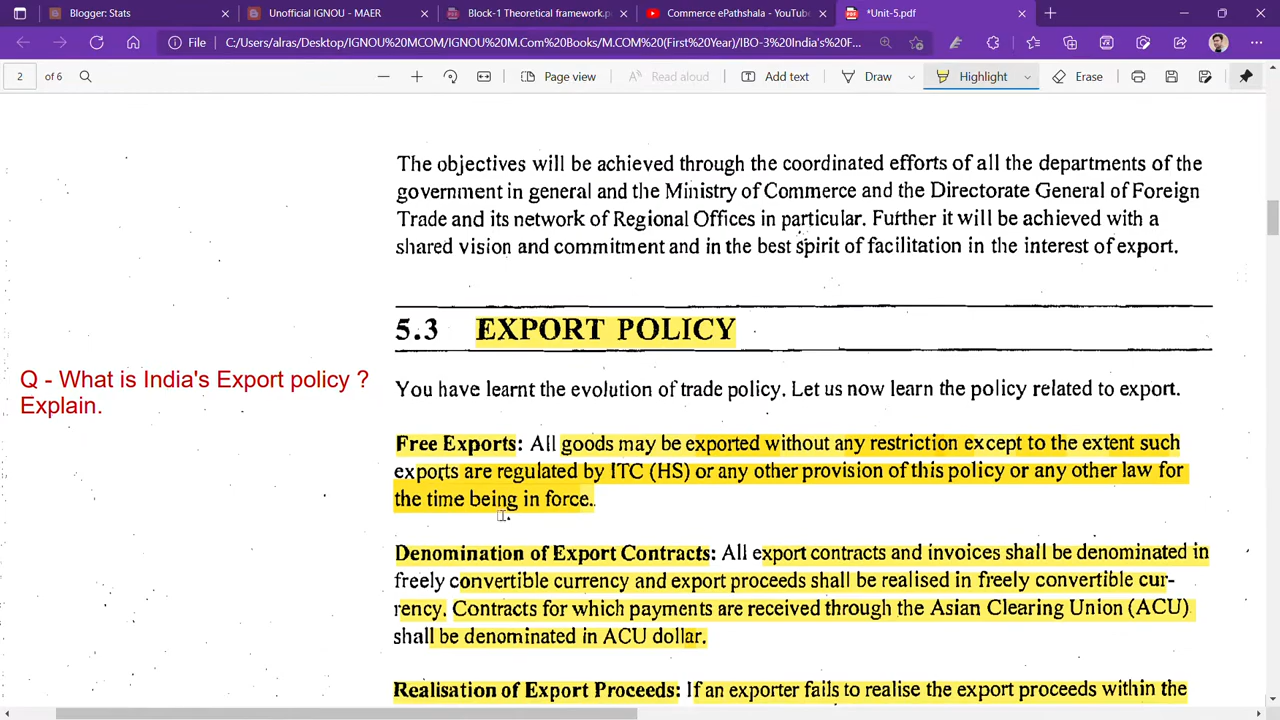 Blogger: Stats
Unofficial IGNOU - MAER
Block-1 Theoretical framework.p
Commerce ePathshala - YouTube
*Unit-5.pdf
File
C:/Users/alras/Desktop/IGNOU%20MCOM/IGNOU%20M.Com%20Books/M.COM%20(First%20Year)/IBO-3%20India's%20F...
2 of 6
Page view
Read aloud
Add text
Draw
Highlight
Erase
The objectives will be achieved through the coordinated efforts of all the departments of the
government in general and the Ministry of Commerce and the Directorate General of Foreign
Trade and its network of Regional Offices in particular. Further it will be achieved with a
shared vision and commitment and in the best spirit of facilitation in the interest of export.
5.3 EXPORT POLICY
Q - What is India's Export policy ?
Explain.
You have learnt the evolution of trade policy. Let us now learn the policy related to export.
Free Exports: All goods may be exported without any restriction except to the extent such
exports are regulated by ITC (HS) or any other provision of this policy or any other law for
the time being in force.
Denomination of Export Contracts: All export contracts and invoices shall be denominated in
freely convertible currency and export proceeds shall be realised in freely convertible cur-
rency. Contracts for which payments are received through the Asian Clearing Union (ACU)
shall be denominated in ACU dollar.
Realisation of Export Proceeds: If an exporter fails to realise the export proceeds within the